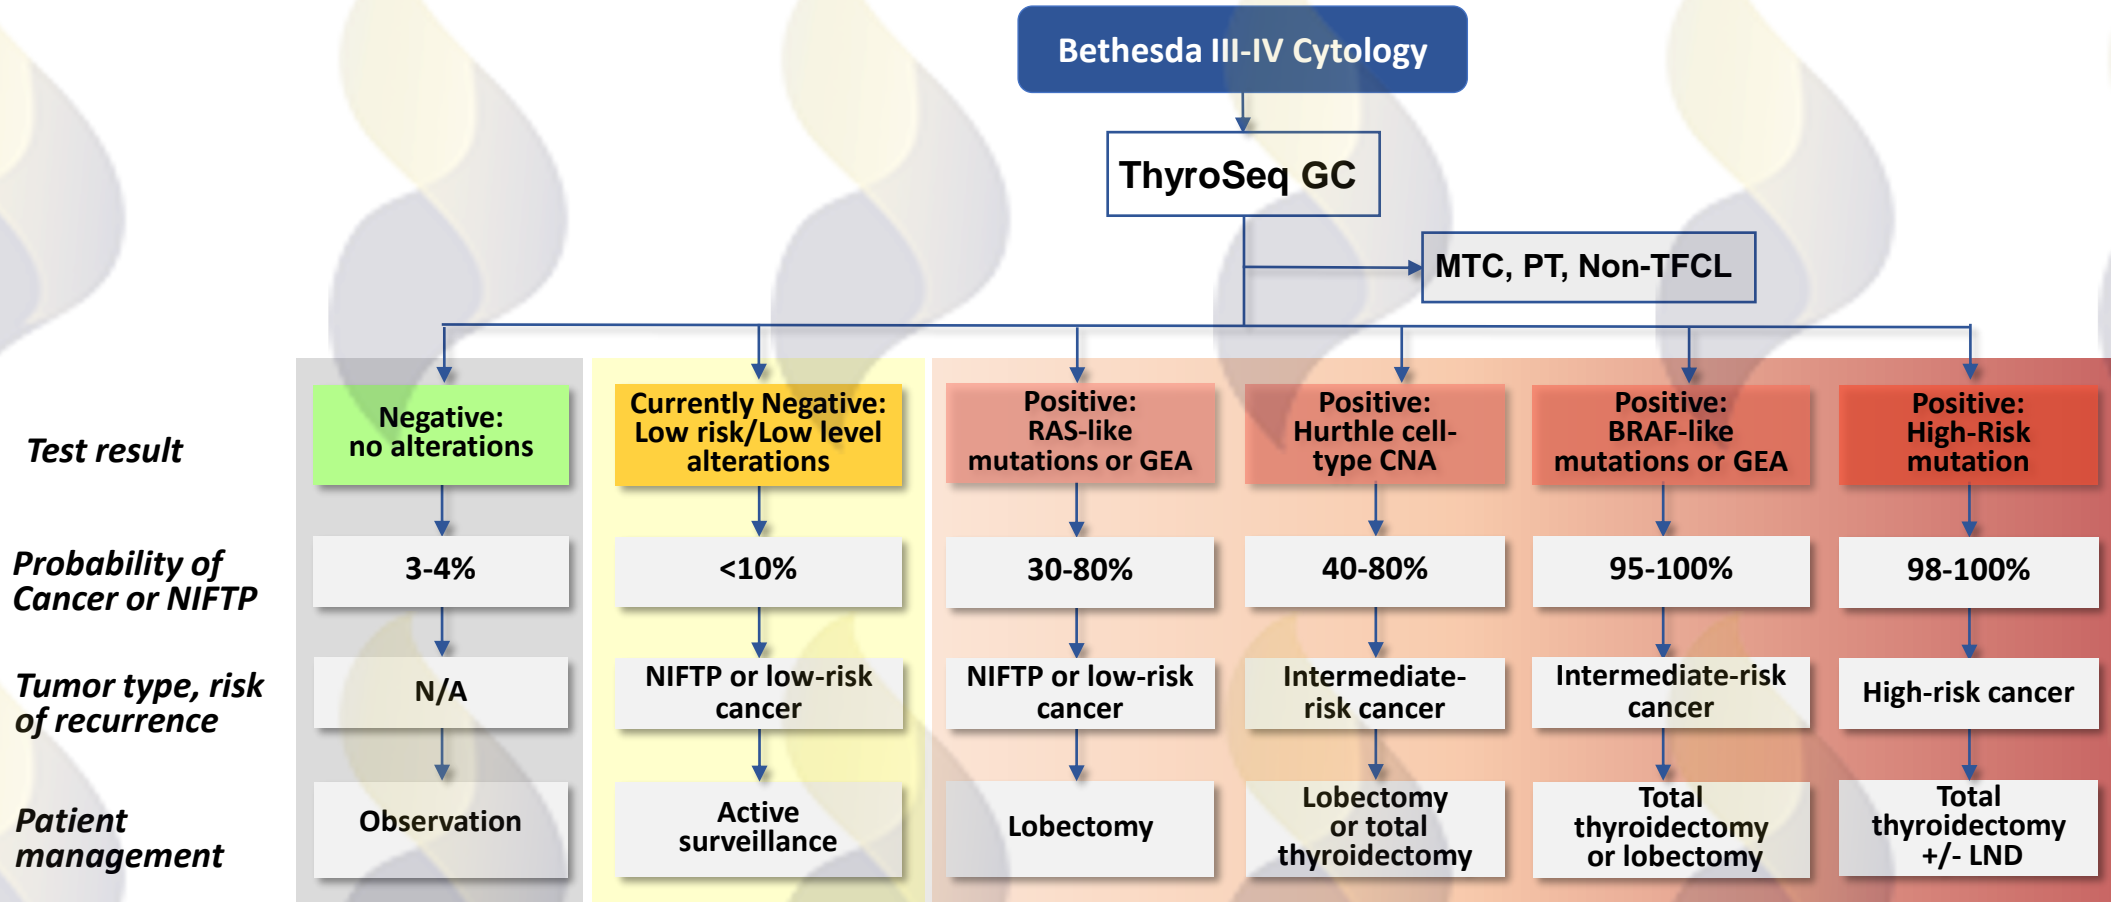 Bethesda III-IV Cytology
ThyroSeq GC
MTC, PT, Non-TFCL
Test result
Negative:
no alterations
Currently Negative:
Low risk/Low level
alterations
Positive:
RAS-like
mutations or GEA
Positive:
Hurthle cell-
type CNA
Positive:
BRAF-like
mutations or GEA
Positive:
High-Risk
mutation
Probability of
Cancer or NIFTP
3-4%
<10%
30-80%
40-80%
95-100%
98-100%
Tumor type, risk
of recurrence
N/A
NIFTP or low-risk
cancer
NIFTP or low-risk
cancer
Intermediate-
risk cancer
Intermediate-risk
cancer
High-risk cancer
Patient
management
Observation
Active
surveillance
Lobectomy
Lobectomy
or total
thyroidectomy
Total
thyroidectomy
or lobectomy
Total
thyroidectomy
+/- LND